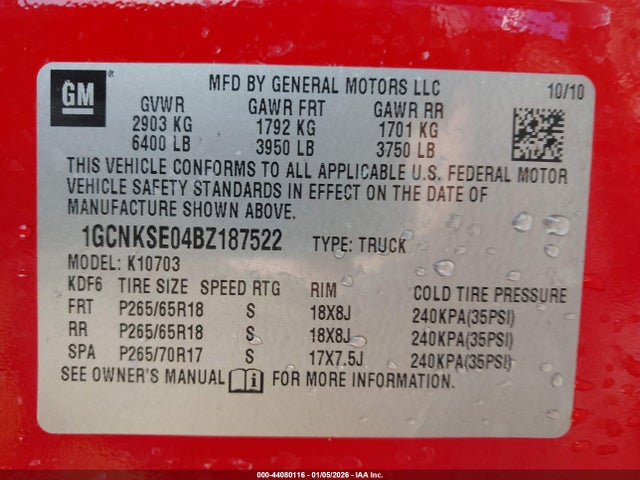 GM ®
MFD BY GENERAL MOTORS LLC 10/10
GVWR GAWR FRT GAWR RR
2903 KG 1792 KG 1701 KG
6400 LB 3950 LB 3750 LB
THIS VEHICLE CONFORMS TO ALL APPLICABLE U.S. FEDERAL MOTOR
VEHICLE SAFETY STANDARDS IN EFFECT ON THE DATE OF
MANUFACTURE SHOWN ABOVE.
1GCNKSE04BZ187522 TYPE: TRUCK
MODEL: K10703
KDF6 TIRE SIZE SPEED RTG RIM COLD TIRE PRESSURE
FRT P265/65R18 S 18X8J 240KPA(35PSI)
RR P265/65R18 S 18X8J 240KPA(35PSI)
SPA P265/70R17 S 17X7.5J 240KPA(35PSI)
SEE OWNER'S MANUAL i FOR MORE INFORMATION.
000-44080116 - 01/05/2026 - IAA Inc.